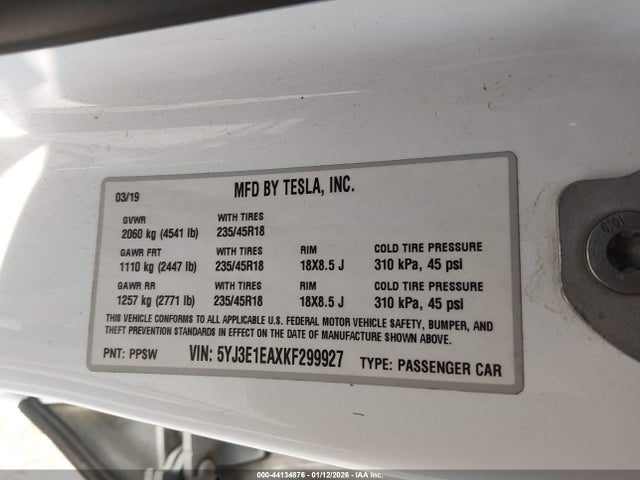 03/19 MFD BY TESLA, INC.
GVWR WITH TIRES
2060 kg (4541 lb) 235/45R18
GAWR FRT WITH TIRES RIM COLD TIRE PRESSURE
1110 kg (2447 lb) 235/45R18 18X8.5 J 310 kPa, 45 psi
GAWR RR WITH TIRES RIM COLD TIRE PRESSURE
1257 kg (2771 lb) 235/45R18 18X8.5 J 310 kPa, 45 psi
THIS VEHICLE CONFORMS TO ALL APPLICABLE U.S. FEDERAL MOTOR VEHICLE SAFETY, BUMPER, AND
THEFT PREVENTION STANDARDS IN EFFECT ON THE DATE OF MANUFACTURE SHOWN ABOVE.
PNT: PPSW VIN: 5YJ3E1EAXKF299927 TYPE: PASSENGER CAR
000-44134876 - 01/12/2026 - IAA Inc.